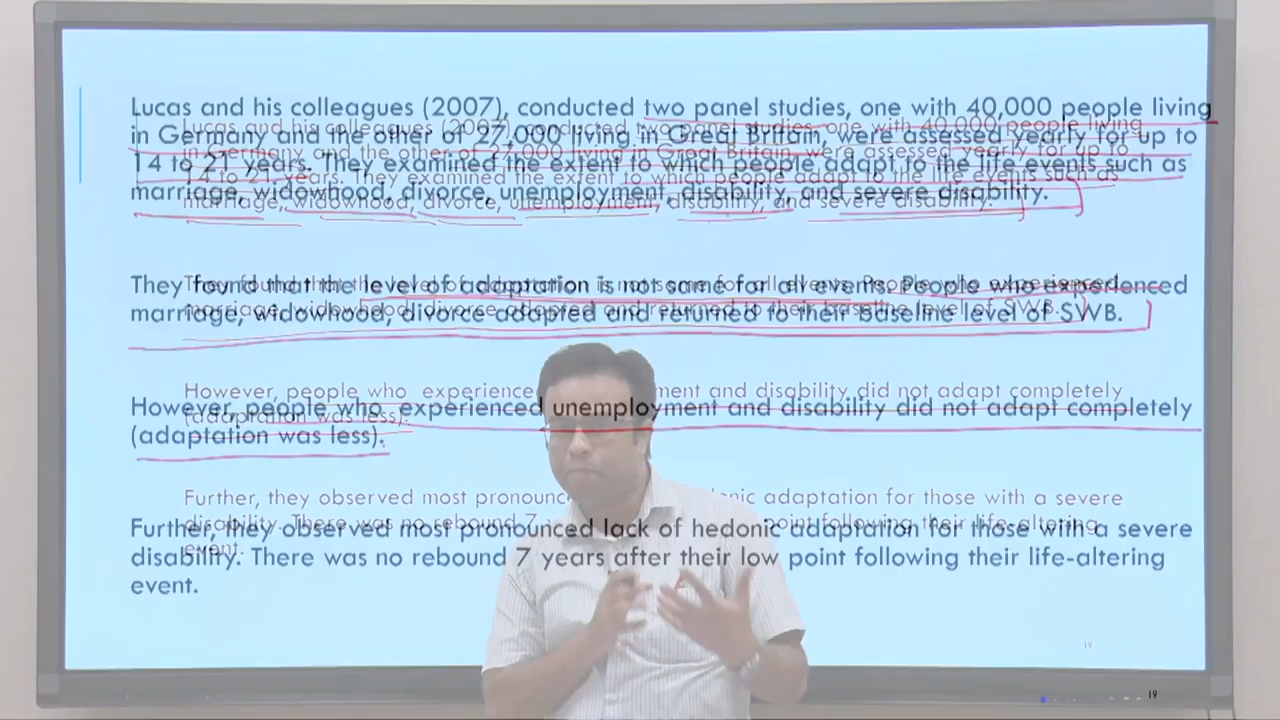 Lucas and his colleagues (2007), conducted two panel studies, one with 40,000 people living
in Germany and the other of 27,000 living in Great Britain, were assessed yearly for up to
14 to 21 years. They examined the extent to which people adapt to the life events such as
marriage, widowhood, divorce, unemployment, disability, and severe disability.
They found that the level of adaptation is not same for all events. People who experienced
marriage, widowhood, divorce adapted and returned to their baseline level of SWB.
However, people who experienced unemployment and disability did not adapt completely
(adaptation was less).
Further, they observed most pronounced lack of hedonic adaptation for those with a severe
disability. There was no rebound 7 years after their low point following their life-altering
event.
19